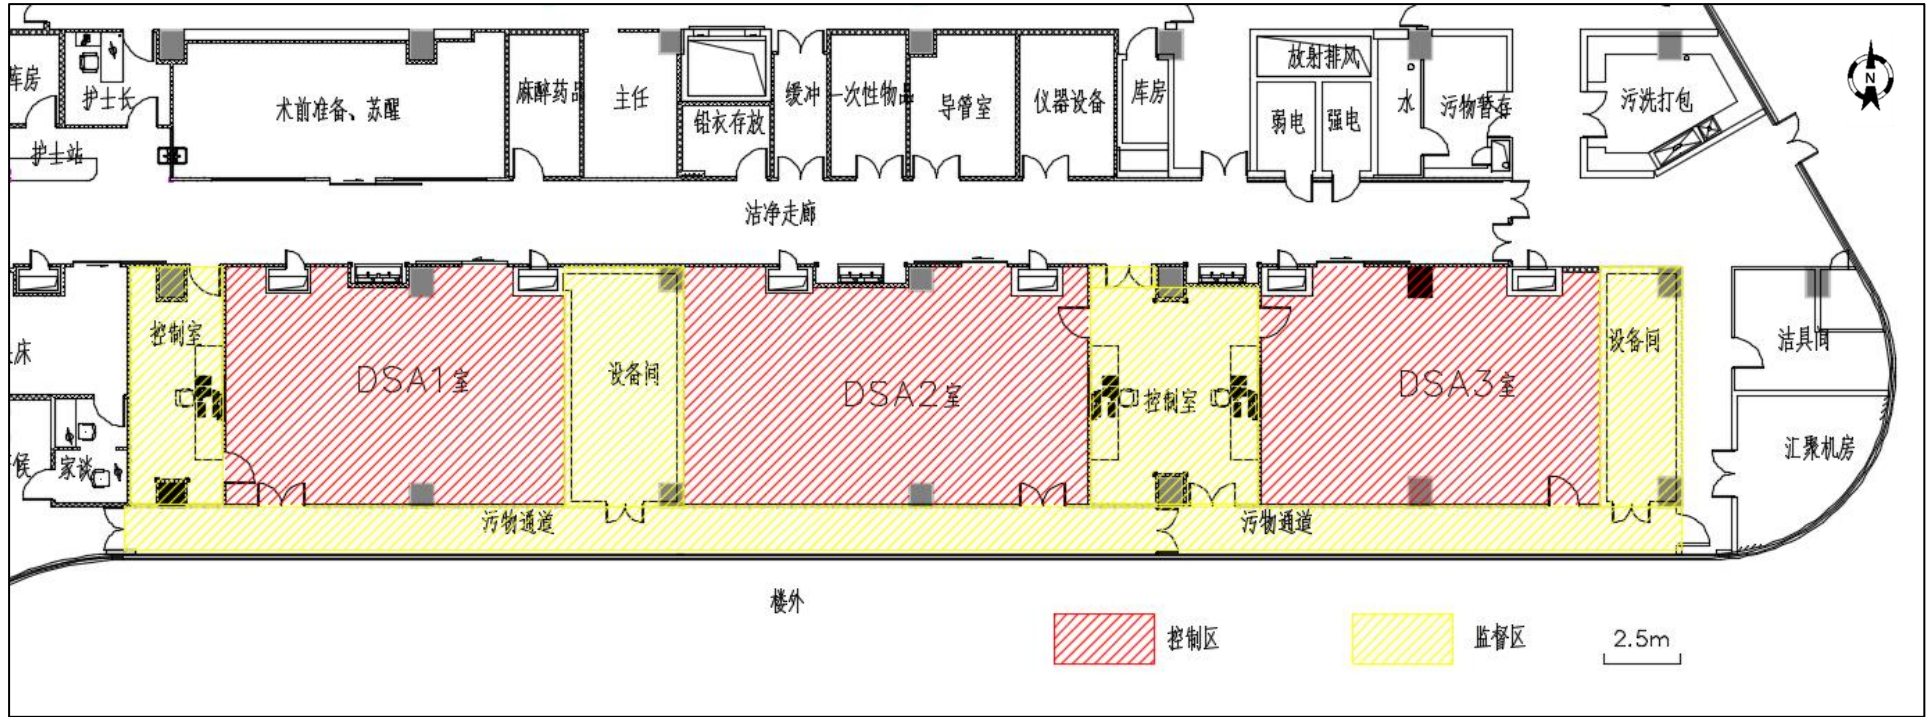 库房
护士长
护士站
术前准备、苏醒
麻醉药品
主任
铅衣存放
缓冲
一次性物品
导管室
仪器设备
库房
放射排风
弱电
强电
水
污物暂存
污洗打包
N
洁净走廊
床
控制室
DSA1室
设备间
DSA2室
控制室
DSA3室
设备间
洁具间
候
家谈
汇聚机房
污物通道
污物通道
楼外
控制区
监督区
2.5m